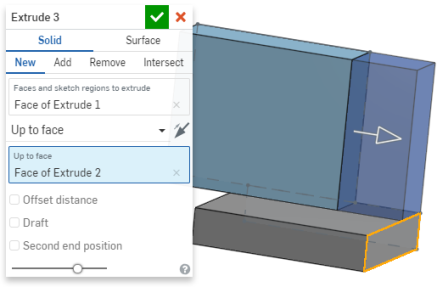 Extrude 3
Solid Surface
New Add Remove Intersect
Faces and sketch regions to extrude
Face of Extrude 1
Up to face
Up to face
Face of Extrude 2
Offset distance
Draft
Second end position